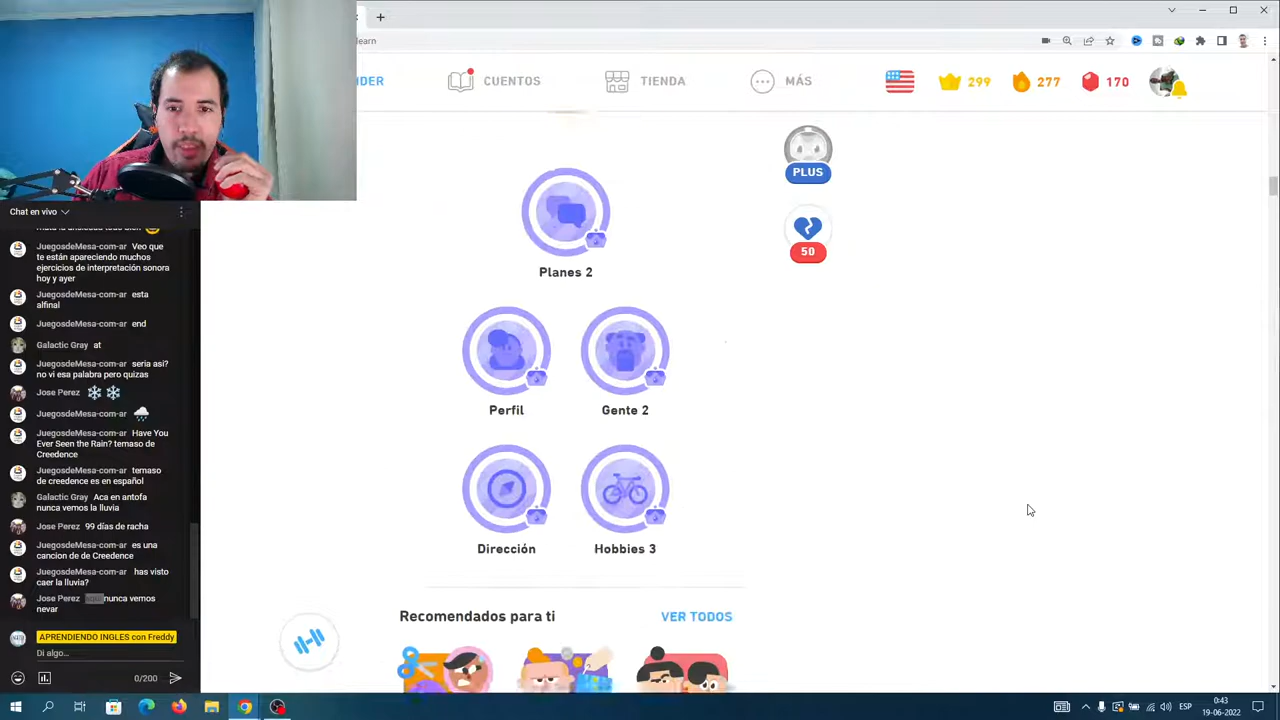 earn
DER
CUENTOS
TIENDA
MÁS
299
277
170
PLUS
50
Planes 2
Perfil
Gente 2
Dirección
Hobbies 3
Recomendados para ti
VER TODOS
Chat en vivo
JuegosdeMesa-com-ar Veo que
te están apareciendo muchos
ejercicios de interpretación sonora
hoy y ayer
JuegosdeMesa-com-ar esta
alfinal
JuegosdeMesa-com-ar end
Galactic Gray at
JuegosdeMesa-com-ar seria asi?
no vi esa palabra pero quizas
Jose Perez
JuegosdeMesa-com-ar
JuegosdeMesa-com-ar Have You
Ever Seen the Rain? temaso de
Creedence
JuegosdeMesa-com-ar temaso
de creedence es en español
Galactic Gray Aca en antofa
nunca vemos la lluvia
Jose Perez 99 días de racha
JuegosdeMesa-com-ar es una
cancion de de Creedence
JuegosdeMesa-com-ar has visto
caer la lluvia?
Jose Perez nunca vemos
nevar
APRENDIENDO INGLES con Freddy
Di algo...
0/200
ESP
0:43
19-06-2022